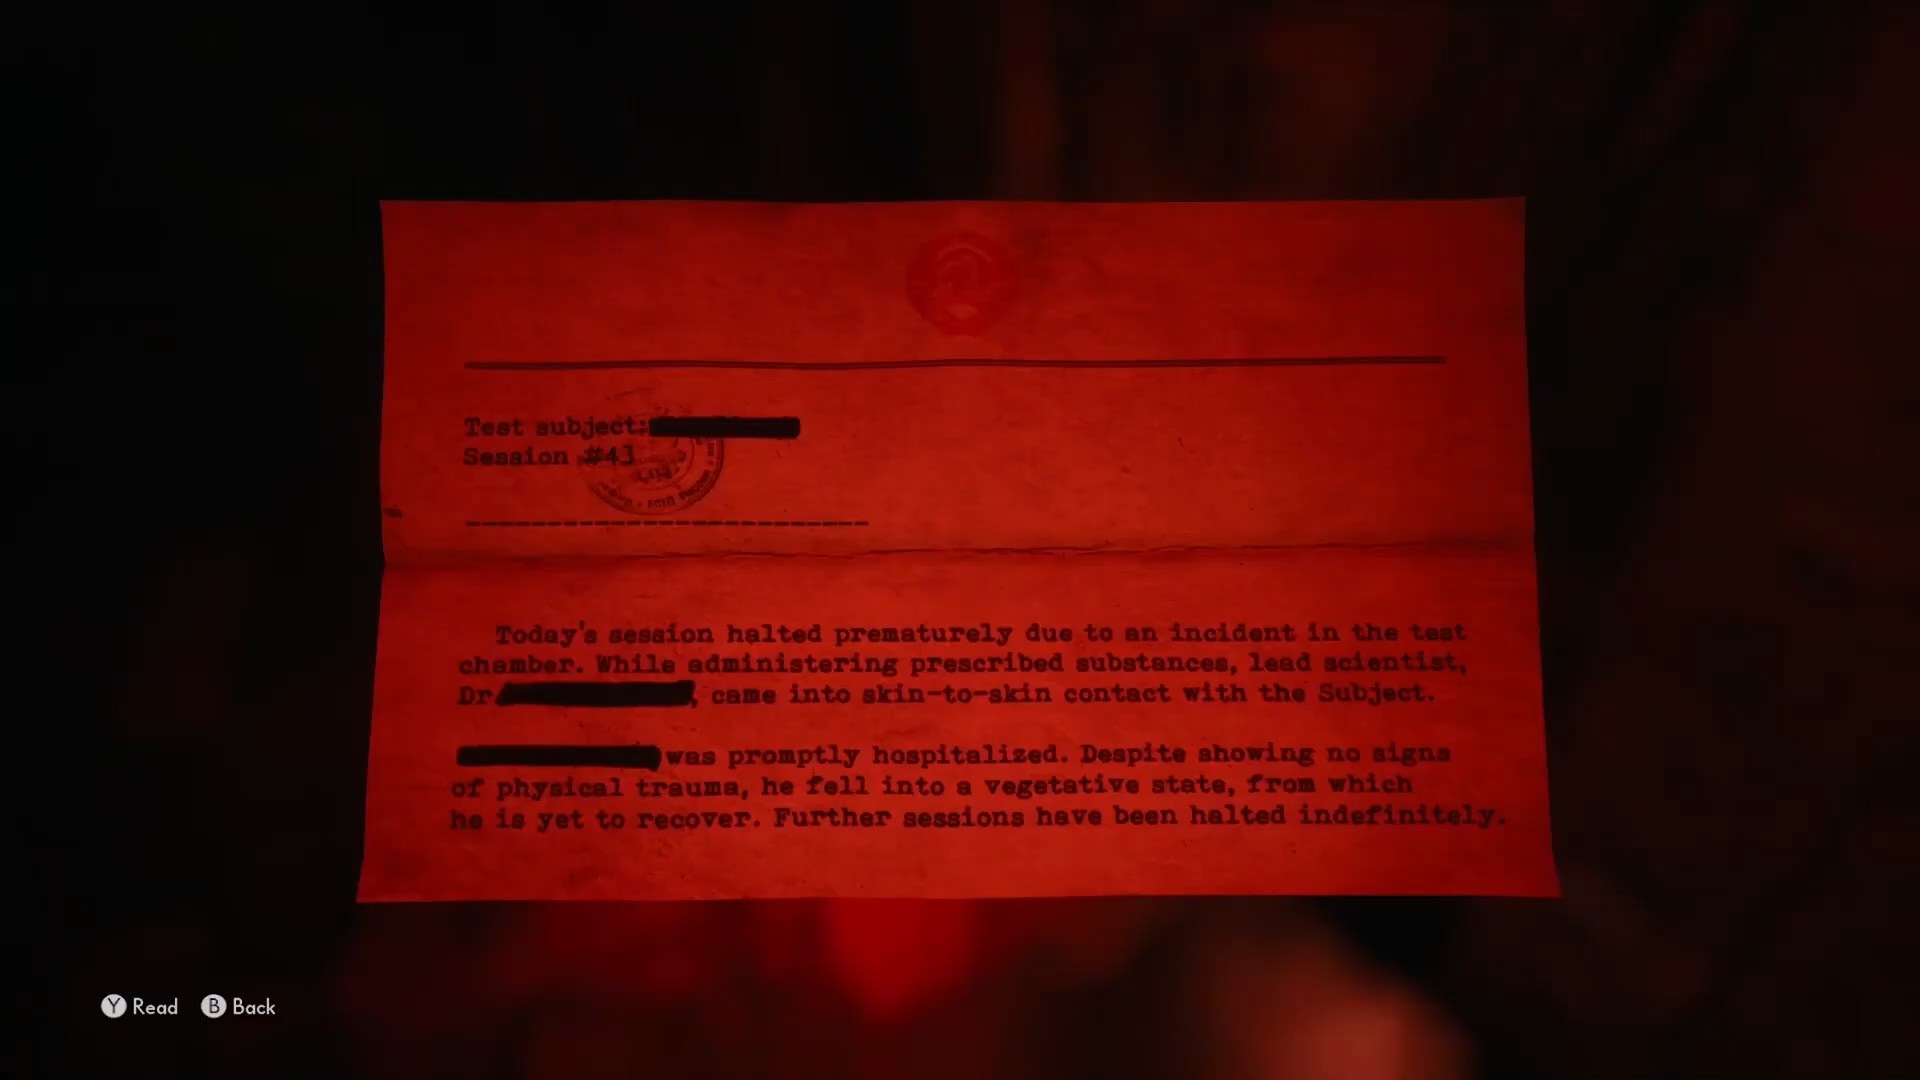 Test subject:
Session #43
Today's session halted prematurely due to an incident in the test
chamber. While administering prescribed substances, lead scientist,
Dr , came into skin-to-skin contact with the Subject.
was promptly hospitalized. Despite showing no signs
of physical trauma, he fell into a vegetative state, from which
he is yet to recover. Further sessions have been halted indefinitely.
Y Read B Back